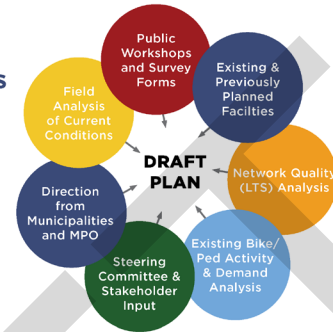 s
Public
Workshops
and Survey
Forms
Existing &
Previously
Planned
Facilties
Network Quality
(LTS) Analysis
Existing Bike/
Ped Activity
& Demand
Analysis
Steering
Committee &
Stakeholder
Input
Direction
from
Municipalities
and MPO
Field
Analysis
of Current
Conditions
DRAFT
PLAN